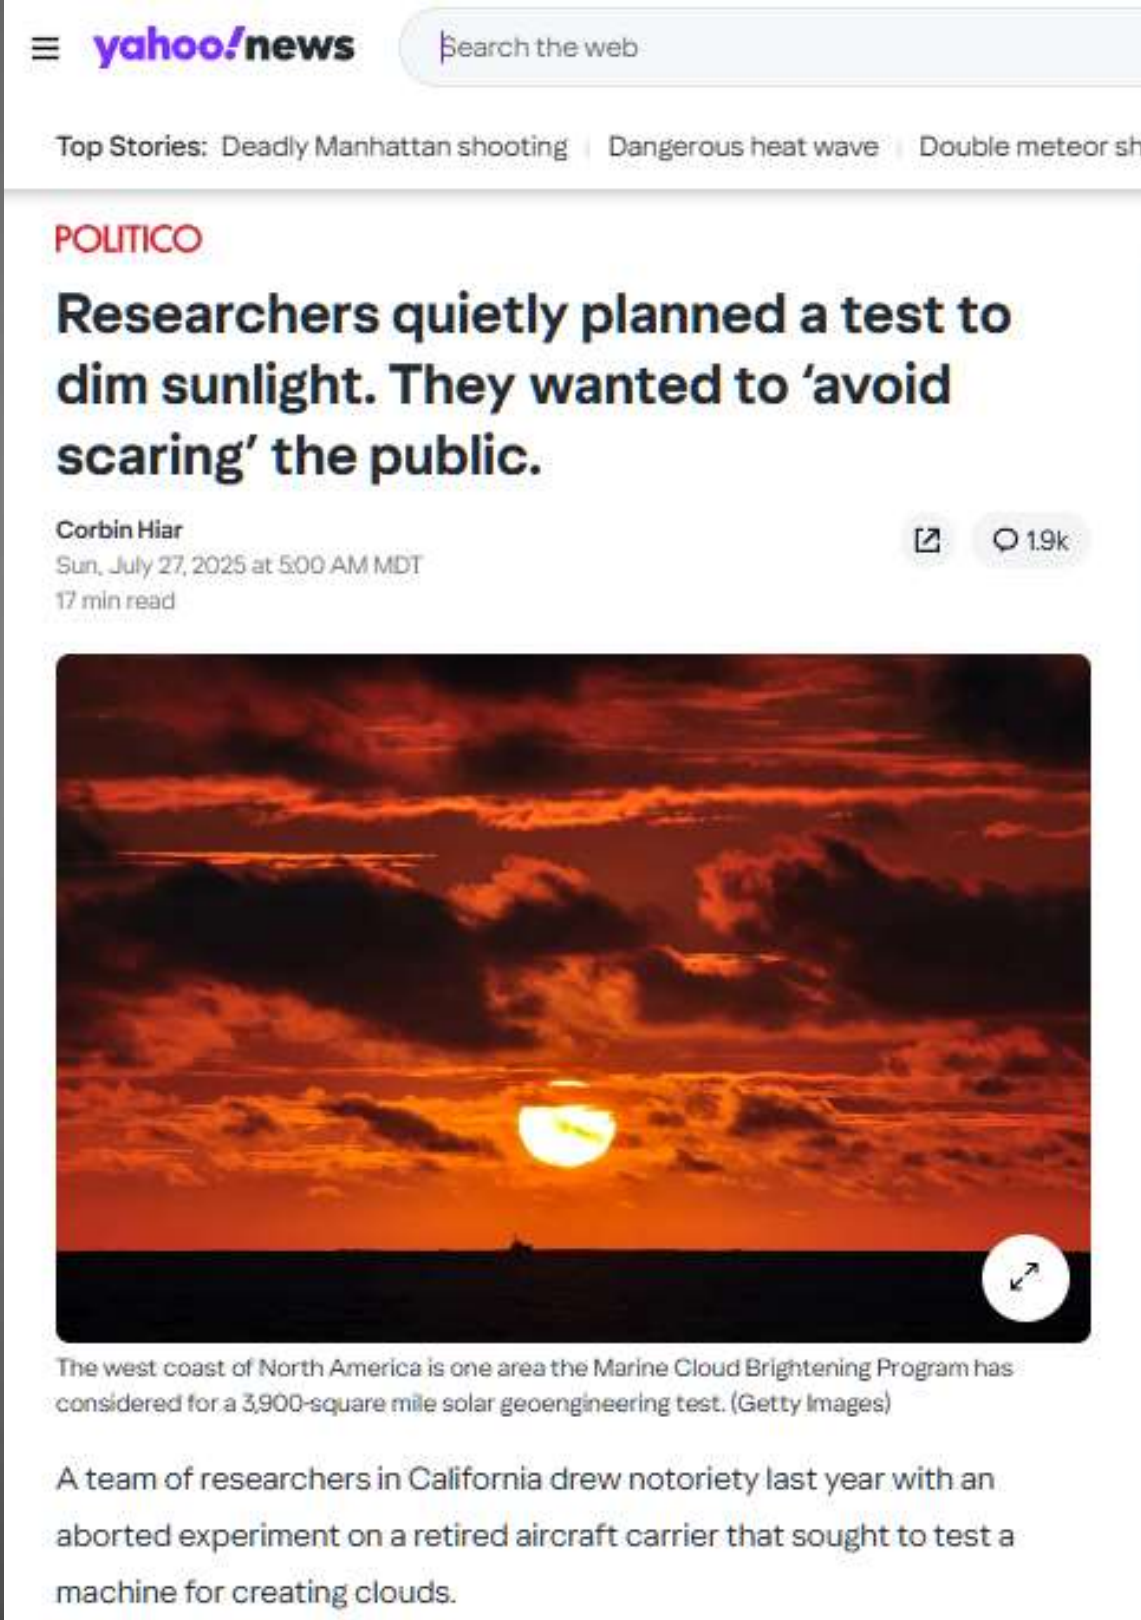 yahoo!news
Search the web
Top Stories: Deadly Manhattan shooting Dangerous heat wave Double meteor sh
POLITICO
Researchers quietly planned a test to
dim sunlight. They wanted to ‘avoid
scaring’ the public.
Corbin Hiar
Sun, July 27, 2025 at 5:00 AM MDT
17 min read
1.9k
The west coast of North America is one area the Marine Cloud Brightening Program has
considered for a 3,900-square mile solar geoengineering test. (Getty Images)
A team of researchers in California drew notoriety last year with an
aborted experiment on a retired aircraft carrier that sought to test a
machine for creating clouds.